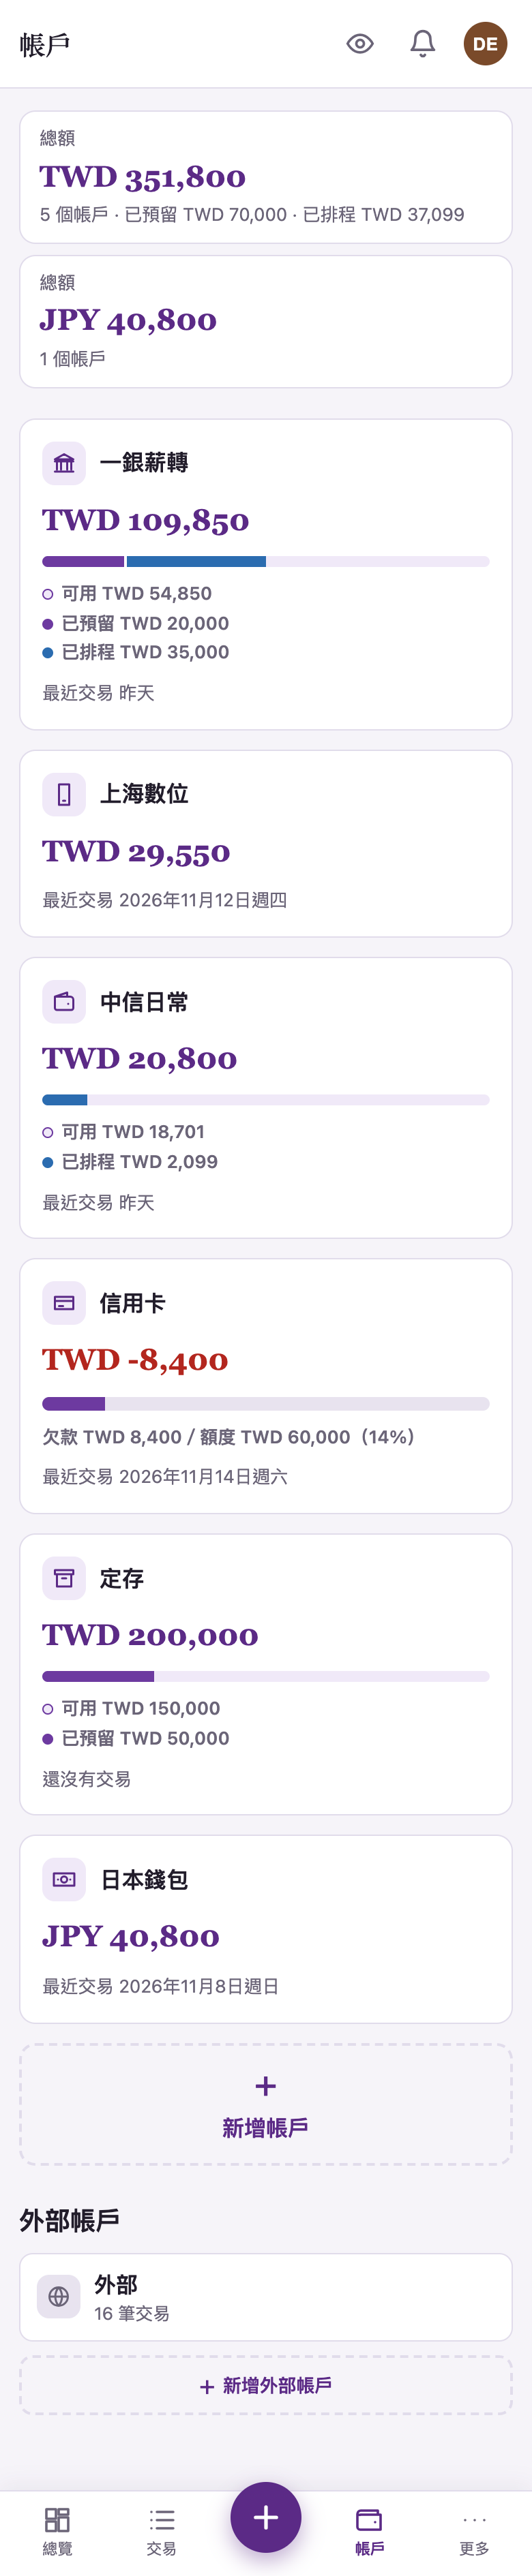 帳戶
DE
總額
TWD 351,800
5 個帳戶 · 已預留 TWD 70,000 · 已排程 TWD 37,099
總額
JPY 40,800
1 個帳戶
一銀薪轉
TWD 109,850
可用 TWD 54,850
已預留 TWD 20,000
已排程 TWD 35,000
最近交易 昨天
上海數位
TWD 29,550
最近交易 2026年11月12日週四
中信日常
TWD 20,800
可用 TWD 18,701
已排程 TWD 2,099
最近交易 昨天
信用卡
TWD -8,400
欠款 TWD 8,400 / 額度 TWD 60,000（14%）
最近交易 2026年11月14日週六
定存
TWD 200,000
可用 TWD 150,000
已預留 TWD 50,000
還沒有交易
日本錢包
JPY 40,800
最近交易 2026年11月8日週日
+
新增帳戶
外部帳戶
外部
16 筆交易
+ 新增外部帳戶
總覽
交易
帳戶
更多